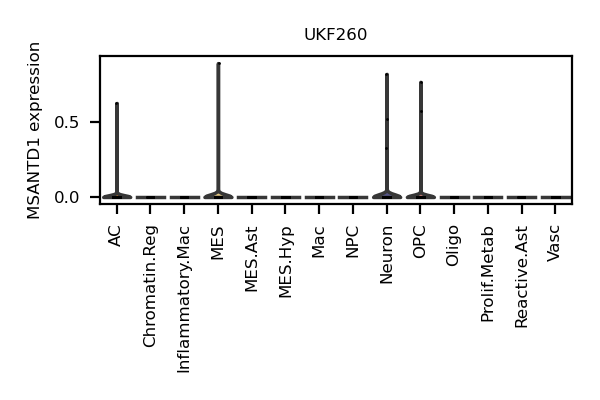 UKF260
MSANTD1 expression
0.5
0.0
AC
Chromatin.Reg
Inflammatory.Mac
MES
MES.Ast
MES.Hyp
Mac
NPC
Neuron
OPC
Oligo
Prolif.Metab
Reactive.Ast
Vasc